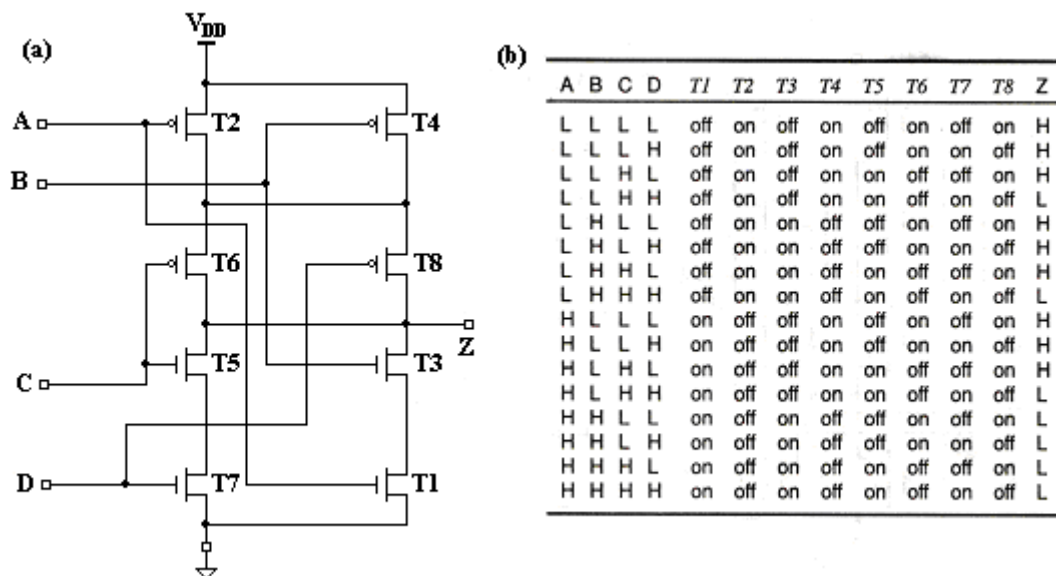 (a)
V_DD
A
T2
T4
B
T6
T8
Z
T5
T3
C
D
T7
T1
(b)
A B C D T1 T2 T3 T4 T5 T6 T7 T8 Z
L L L L off on off on off on off on H
L L L H off on off on off on on off H
L L H L off on off on on off off on H
L L H H off on off on on off on off L
L H L L off on on off off on off on H
L H L H off on on off off on on off H
L H H L off on on off on off off on H
L H H H off on on off on off on off L
H L L L on off off on off on off on H
H L L H on off off on off on on off H
H L H L on off off on on off off on H
H L H H on off off on on off on off L
H H L L on off on off off on off on L
H H L H on off on off off on on off L
H H H L on off on off on off off on L
H H H H on off on off on off on off L